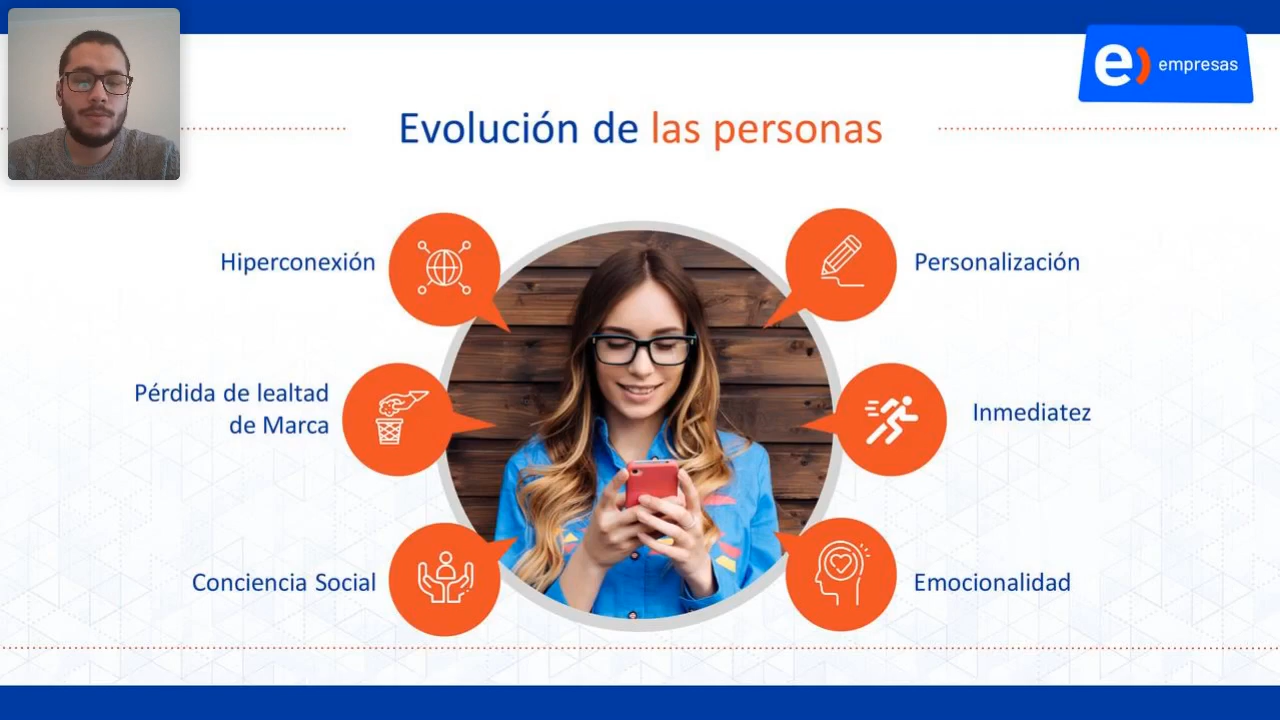 e) empresas
Evolución de las personas
Hiperconexión
Personalización
Pérdida de lealtad
de Marca
Inmediatez
Conciencia Social
Emocionalidad